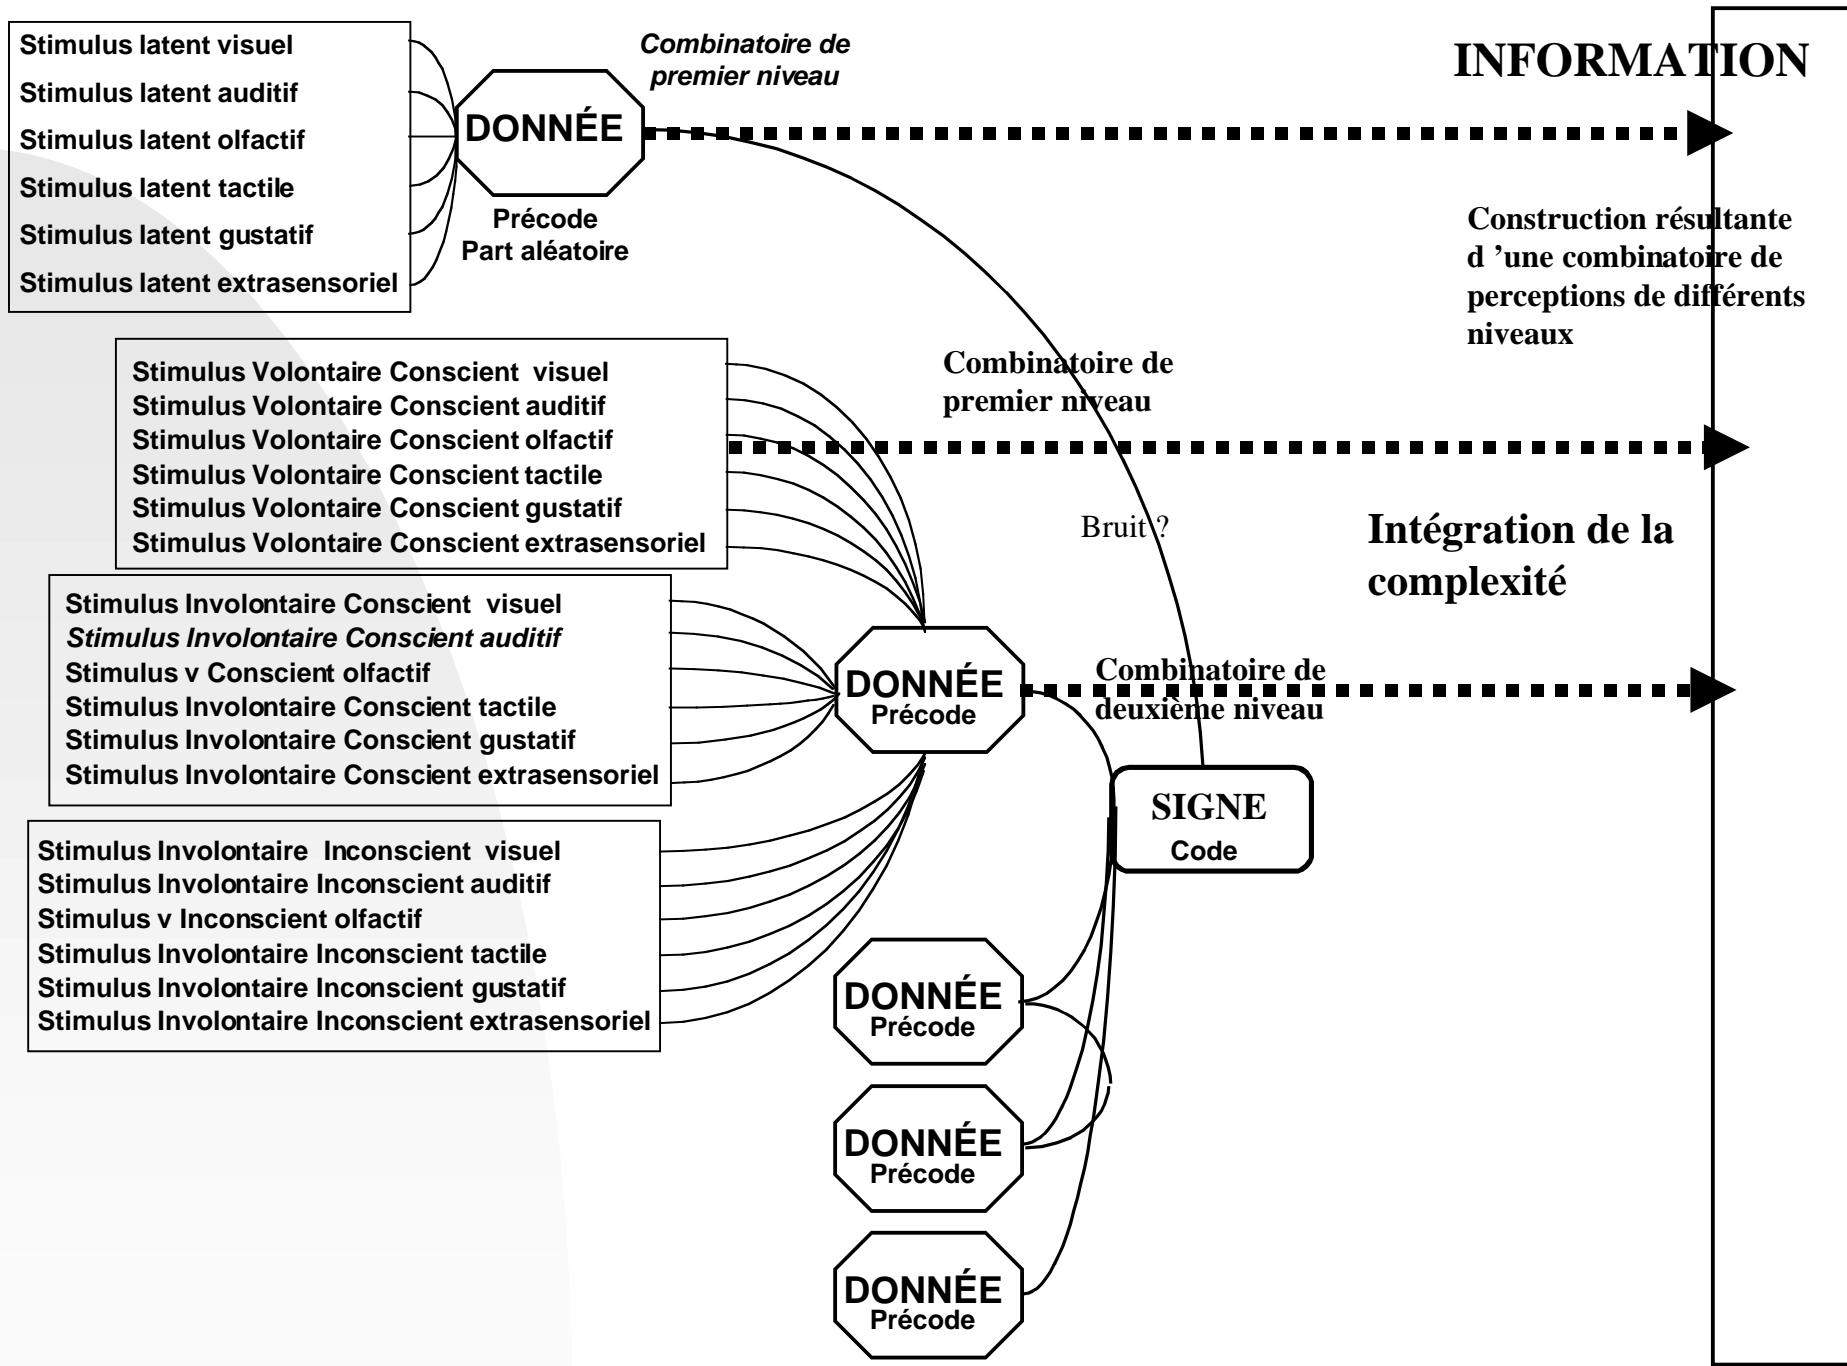 Stimulus latent visuel
Stimulus latent auditif
Stimulus latent olfactif
Stimulus latent tactile
Stimulus latent gustatif
Stimulus latent extrasensoriel
DONNÉE
Précode
Part aléatoire
Combinatoire de
premier niveau
INFORMATION
Construction résultante
d ’une combinatoire de
perceptions de différents
niveaux
Stimulus Volontaire Conscient  visuel
Stimulus Volontaire Conscient auditif
Stimulus Volontaire Conscient olfactif
Stimulus Volontaire Conscient tactile
Stimulus Volontaire Conscient gustatif
Stimulus Volontaire Conscient extrasensoriel
Combinatoire de
premier niveau
Bruit ?
Intégration de la
complexité
Stimulus Involontaire Conscient  visuel
Stimulus Involontaire Conscient auditif
Stimulus v Conscient olfactif
Stimulus Involontaire Conscient tactile
Stimulus Involontaire Conscient gustatif
Stimulus Involontaire Conscient extrasensoriel
DONNÉE
Précode
Combinatoire de
deuxième niveau
SIGNE
Code
Stimulus Involontaire  Inconscient  visuel
Stimulus Involontaire Inconscient auditif
Stimulus v Inconscient olfactif
Stimulus Involontaire Inconscient tactile
Stimulus Involontaire Inconscient gustatif
Stimulus Involontaire Inconscient extrasensoriel
DONNÉE
Précode
DONNÉE
Précode
DONNÉE
Précode